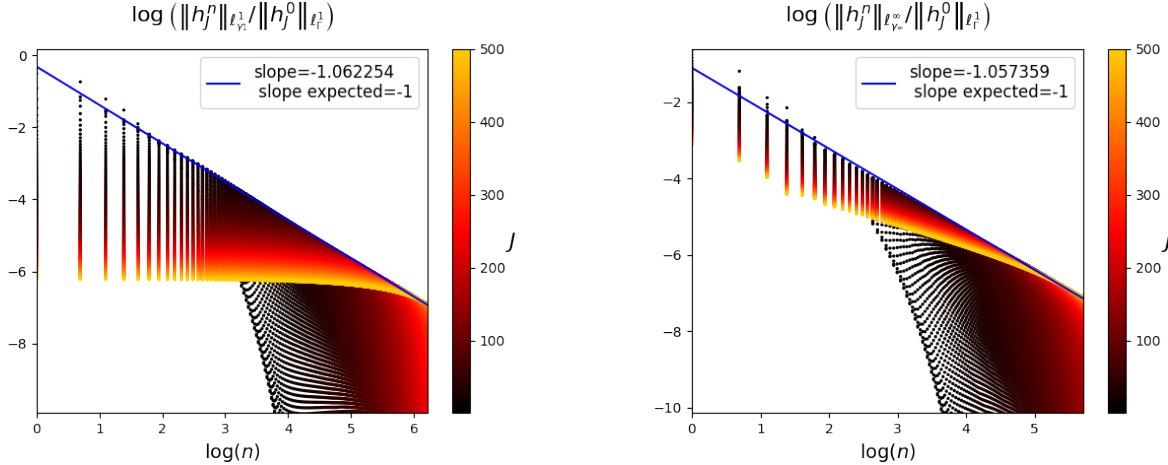 log (‖h_J^n‖_{ℓ^1_{γ_1}}/‖h_J^0‖_{ℓ^1_Γ})
slope=-1.062254
slope expected=-1
0
−2
−4
−6
−8
0 1 2 3 4 5 6
log(n)
500
400
300
200
100
J
log (‖h_J^n‖_{ℓ^∞_{γ_∞}}/‖h_J^0‖_{ℓ^1_Γ})
slope=-1.057359
slope expected=-1
−2
−4
−6
−8
−10
0 1 2 3 4 5
log(n)
500
400
300
200
100
J